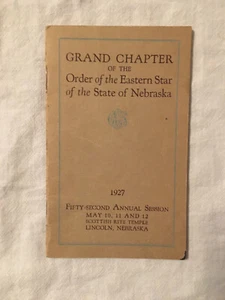 GRAND CHAPTER
OF THE
Order of the Eastern Star
of the State of Nebraska
1927
FIFTY-SECOND ANNUAL SESSION
MAY 10, 11 AND 12
SCOTTISH RITE TEMPLE
LINCOLN, NEBRASKA